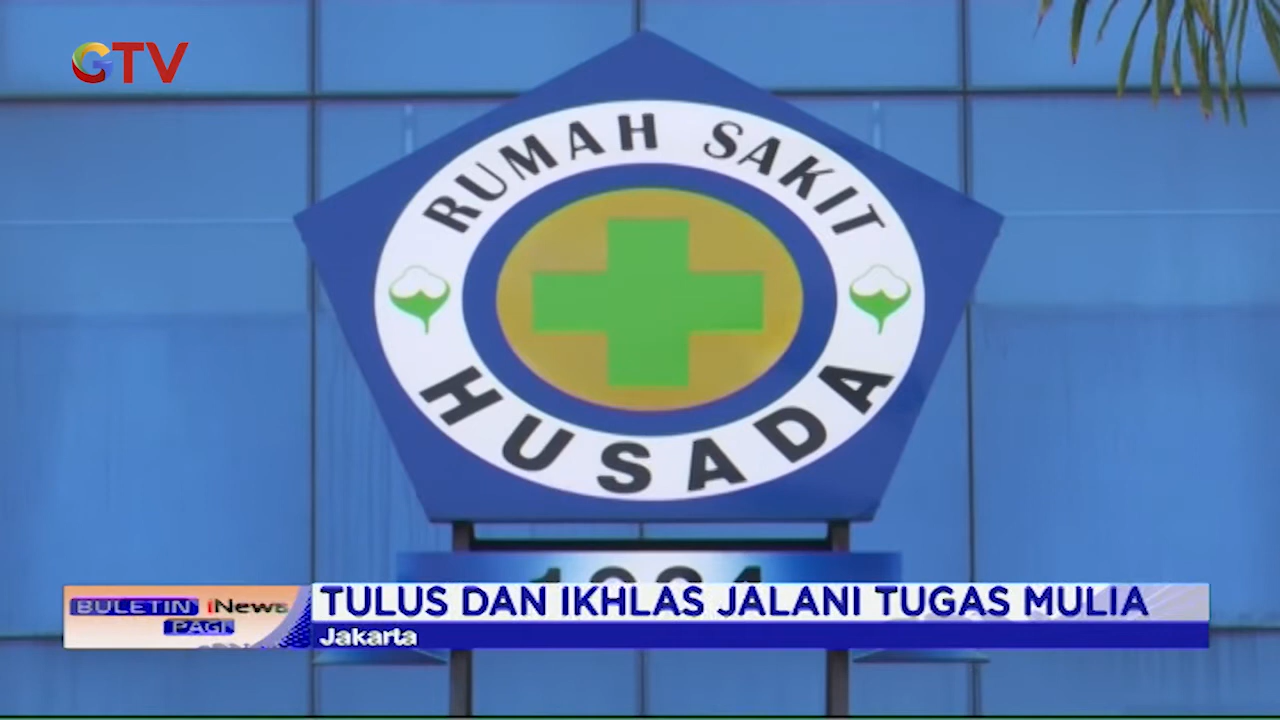 GTV
RUMAH SAKIT
HUSADA
BULETIN iNews
PAGI
TULUS DAN IKHLAS JALANI TUGAS MULIA
Jakarta